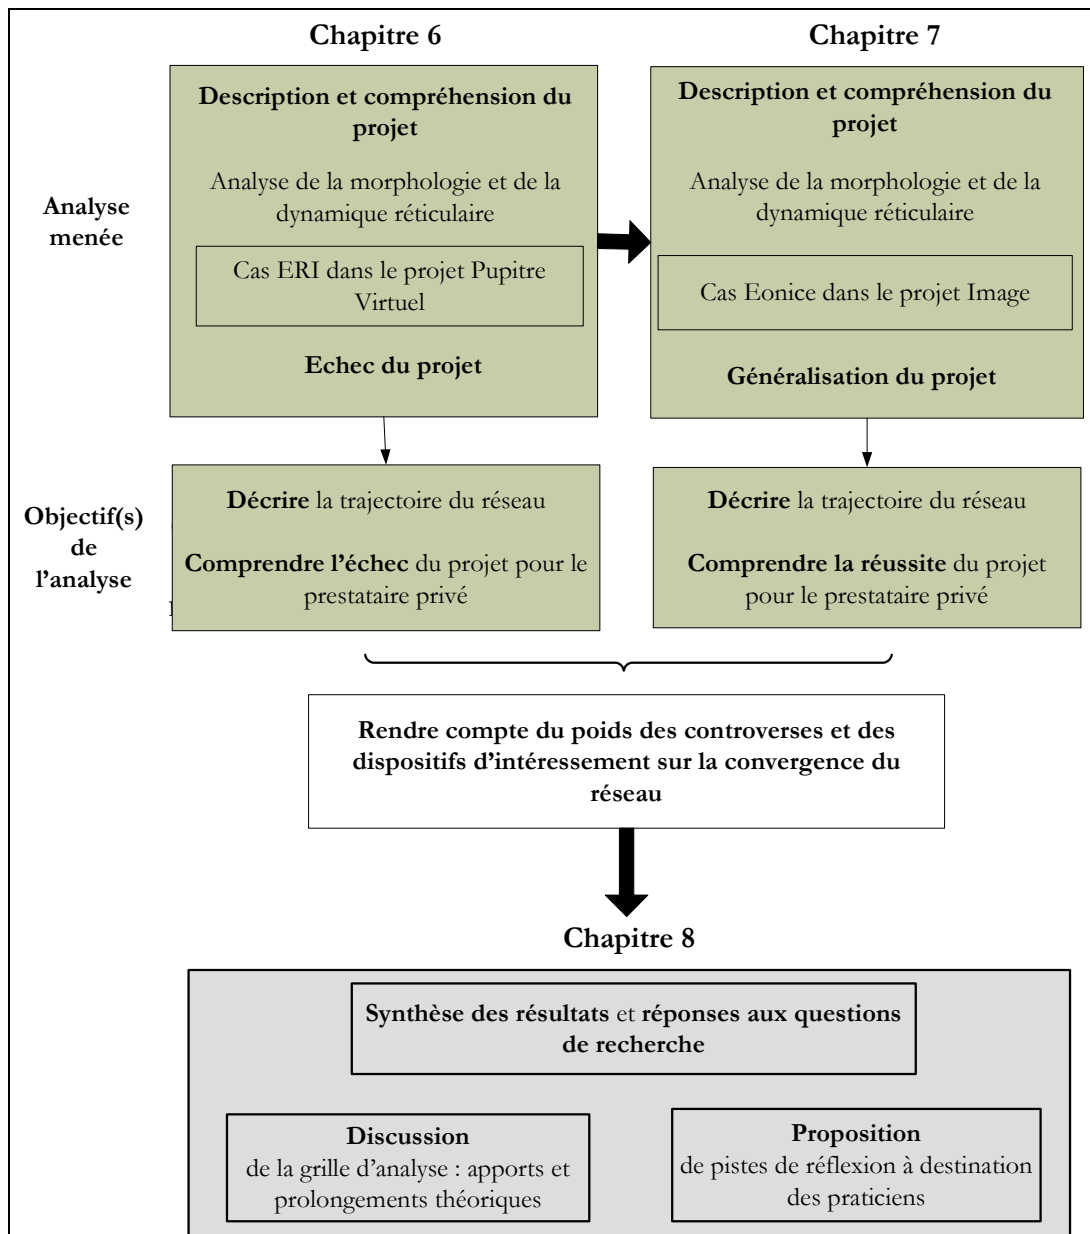 Chapitre 6
Chapitre 7
Analyse
menée
Description et compréhension du
projet
Analyse de la morphologie et de la
dynamique réticulaire
Cas ERI dans le projet Pupitre
Virtuel
Echec du projet
Description et compréhension du
projet
Analyse de la morphologie et de la
dynamique réticulaire
Cas Eonice dans le projet Image
Généralisation du projet
Objectif(s)
de
l'analyse
Décrire la trajectoire du réseau
Comprendre l'échec du projet pour le
prestataire privé
Décrire la trajectoire du réseau
Comprendre la réussite du projet
pour le prestataire privé
Rendre compte du poids des controverses et des
dispositifs d'intéressement sur la convergence du
réseau
Chapitre 8
Synthèse des résultats et réponses aux questions
de recherche
Discussion
de la grille d'analyse : apports et
prolongements théoriques
Proposition
de pistes de réflexion à destination
des praticiens